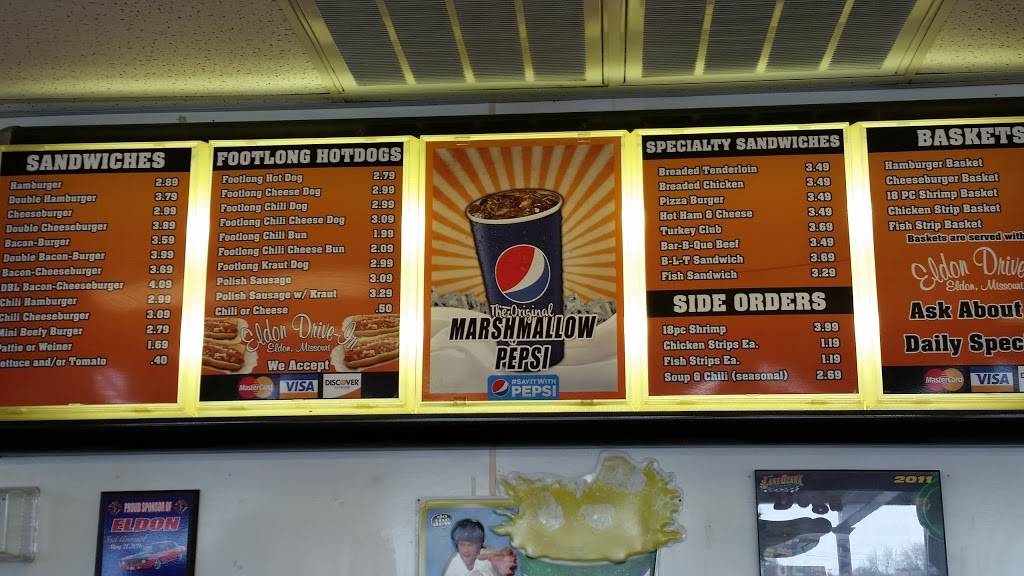 SANDWICHES
Hamburger 2.89
Double Hamburger 3.79
Cheeseburger 2.99
Double Cheeseburger 3.89
Bacon-Burger 3.59
Double Bacon-Burger 3.99
Bacon-Cheeseburger 3.69
DBL Bacon-Cheeseburger 4.09
Chili Hamburger 2.99
Chili Cheeseburger 3.09
Mini Beefy Burger 2.79
Pattie or Weiner 1.69
ettuce and/or Tomato .40
FOOTLONG HOTDOGS
Footlong Hot Dog 2.79
Footlong Cheese Dog 2.99
Footlong Chili Dog 2.99
Footlong Chili Cheese Dog 3.09
Footlong Chili Bun 1.99
Footlong Chili Cheese Bun 2.09
Footlong Kraut Dog 2.99
Polish Sausage 3.09
Polish Sausage w/ Kraut 3.29
Chili or Cheese .50
Eldon Drive-In
Eldon, Missouri
We Accept
MasterCard VISA DISCOVER
The Original
MARSHMALLOW
PEPSI
#SAYITWITH
PEPSI
SPECIALTY SANDWICHES
Breaded Tenderloin 3.49
Breaded Chicken 3.49
Pizza Burger 3.49
Hot Ham & Cheese 3.49
Turkey Club 3.69
Bar-B-Que Beef 3.49
B-L-T Sandwich 3.69
Fish Sandwich 3.29
SIDE ORDERS
18pc Shrimp 3.99
Chicken Strips Ea. 1.19
Fish Strips Ea. 1.19
Soup & Chili (seasonal) 2.69
BASKETS
Hamburger Basket
Cheeseburger Basket
18 PC Shrimp Basket
Chicken Strip Basket
Fish Strip Basket
Baskets are served with
Eldon Drive
Eldon, Missouri
Ask About
Daily Spec
MasterCard VISA
PROUD SPONSOR OF
ELDON
2011